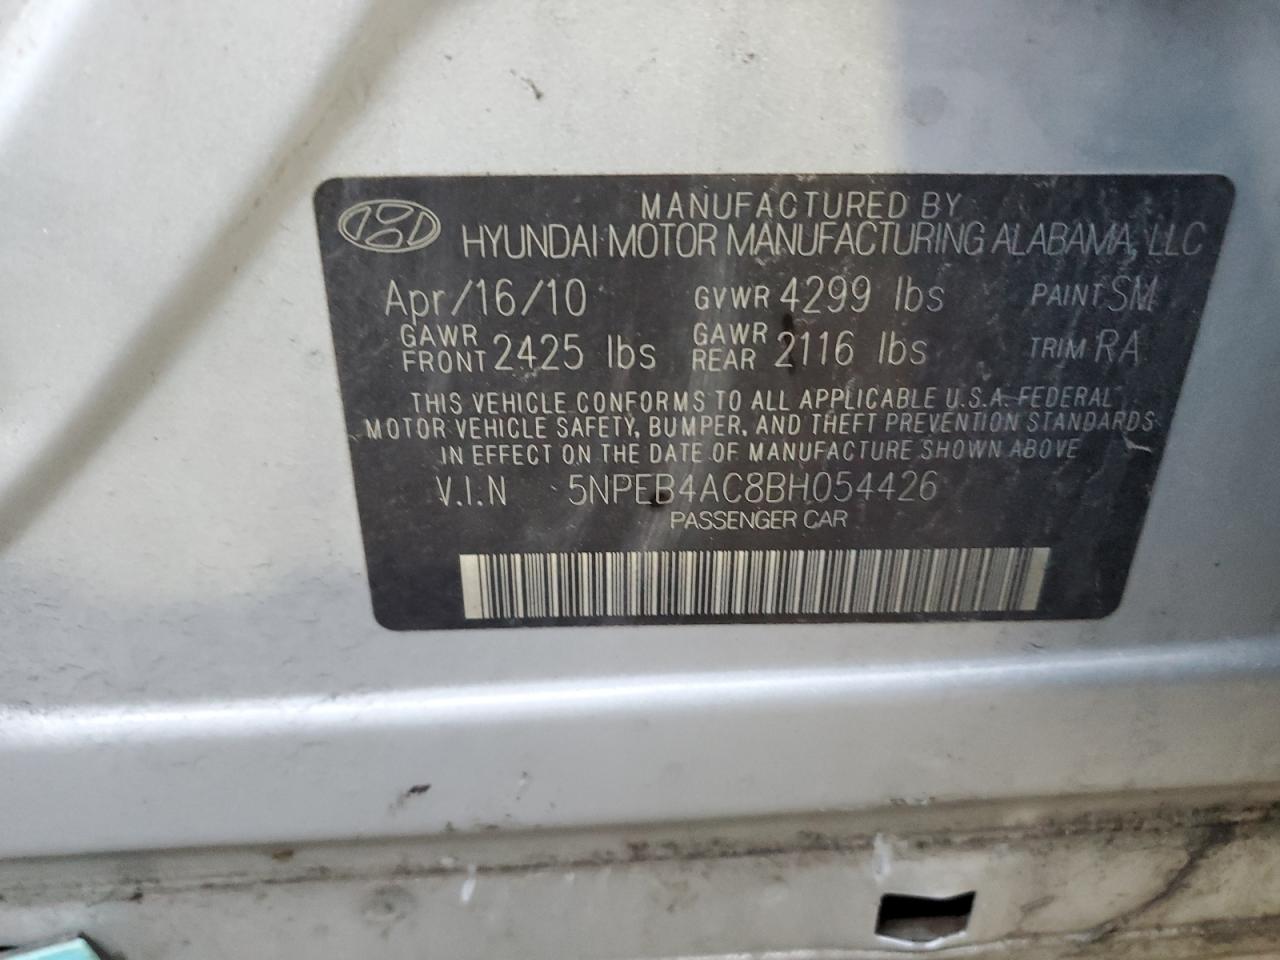 MANUFACTURED BY
HYUNDAI MOTOR MANUFACTURING ALABAMA, LLC
Apr/16/10 GVWR 4299 lbs PAINT SM
GAWR FRONT 2425 lbs GAWR REAR 2116 lbs TRIM RA
THIS VEHICLE CONFORMS TO ALL APPLICABLE U.S.A. FEDERAL
MOTOR VEHICLE SAFETY, BUMPER, AND THEFT PREVENTION STANDARDS
IN EFFECT ON THE DATE OF MANUFACTURE SHOWN ABOVE
V.I.N 5NPEB4AC8BH054426
PASSENGER CAR